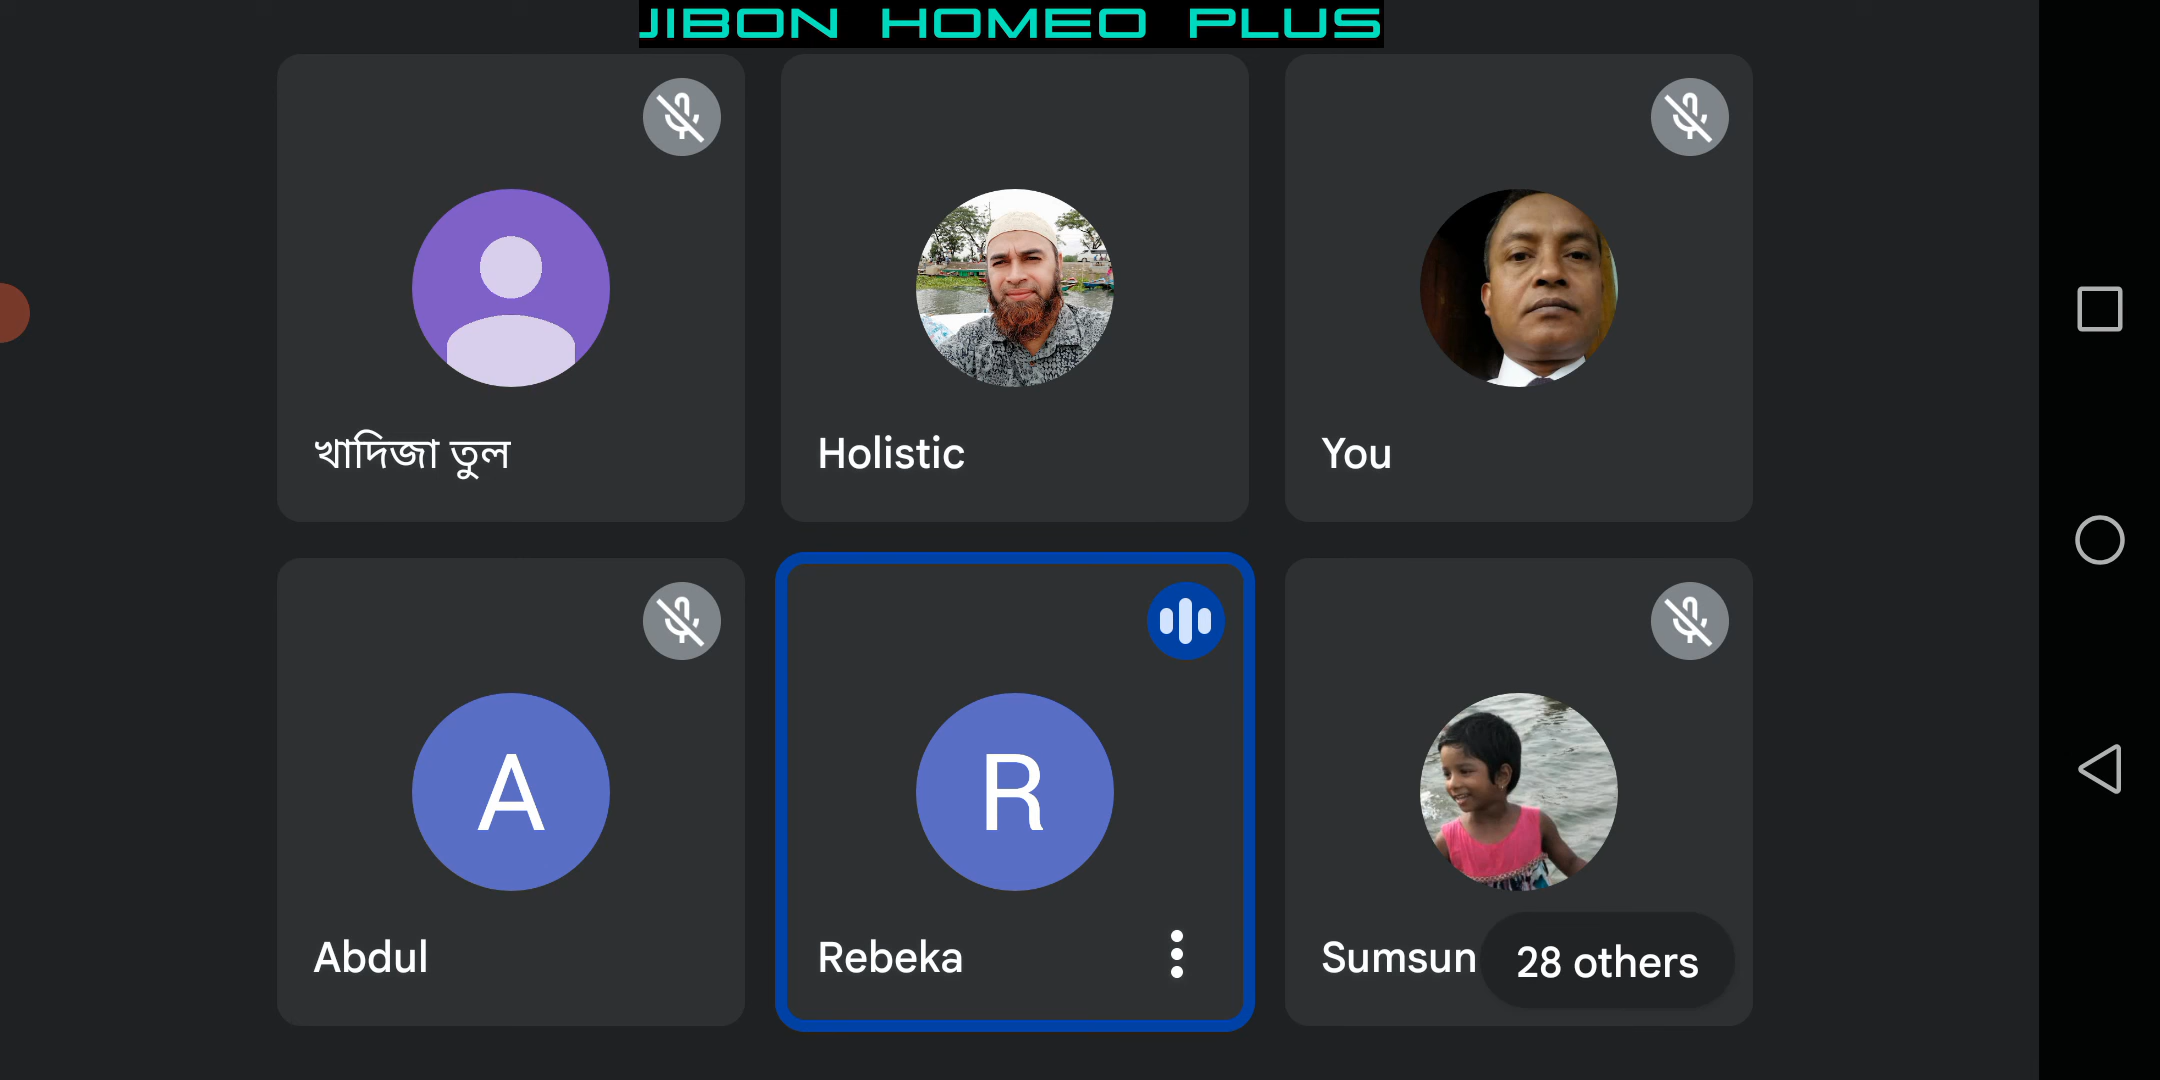 JIBON HOMEO PLUS
খাদিজা তুল
Holistic
You
A
Abdul
R
Rebeka
Sumsun
28 others